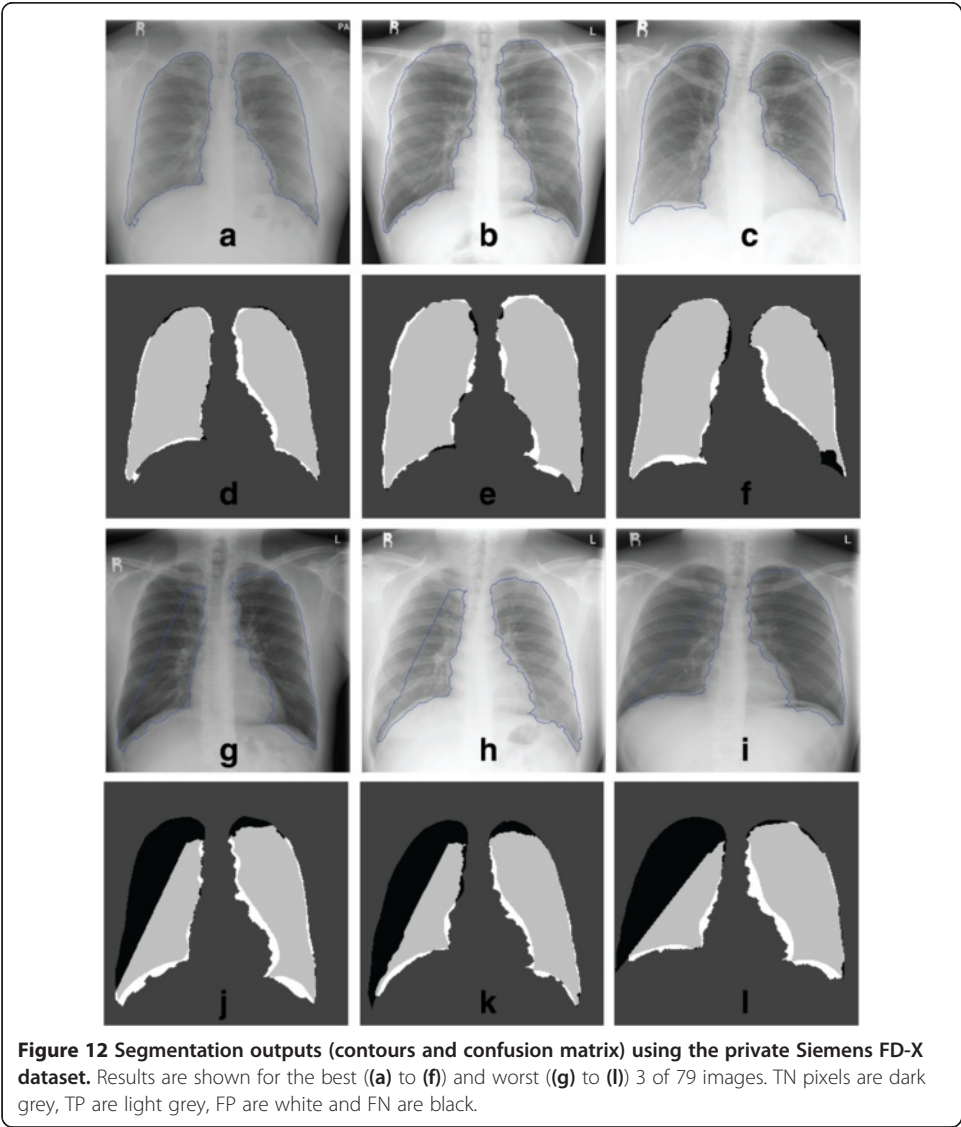 R PA
R L
R
a b c
d e f
R L
R L
R L
g h i
j k l
Figure 12 Segmentation outputs (contours and confusion matrix) using the private Siemens FD-X
dataset. Results are shown for the best ((a) to (f)) and worst ((g) to (l)) 3 of 79 images. TN pixels are dark
grey, TP are light grey, FP are white and FN are black.